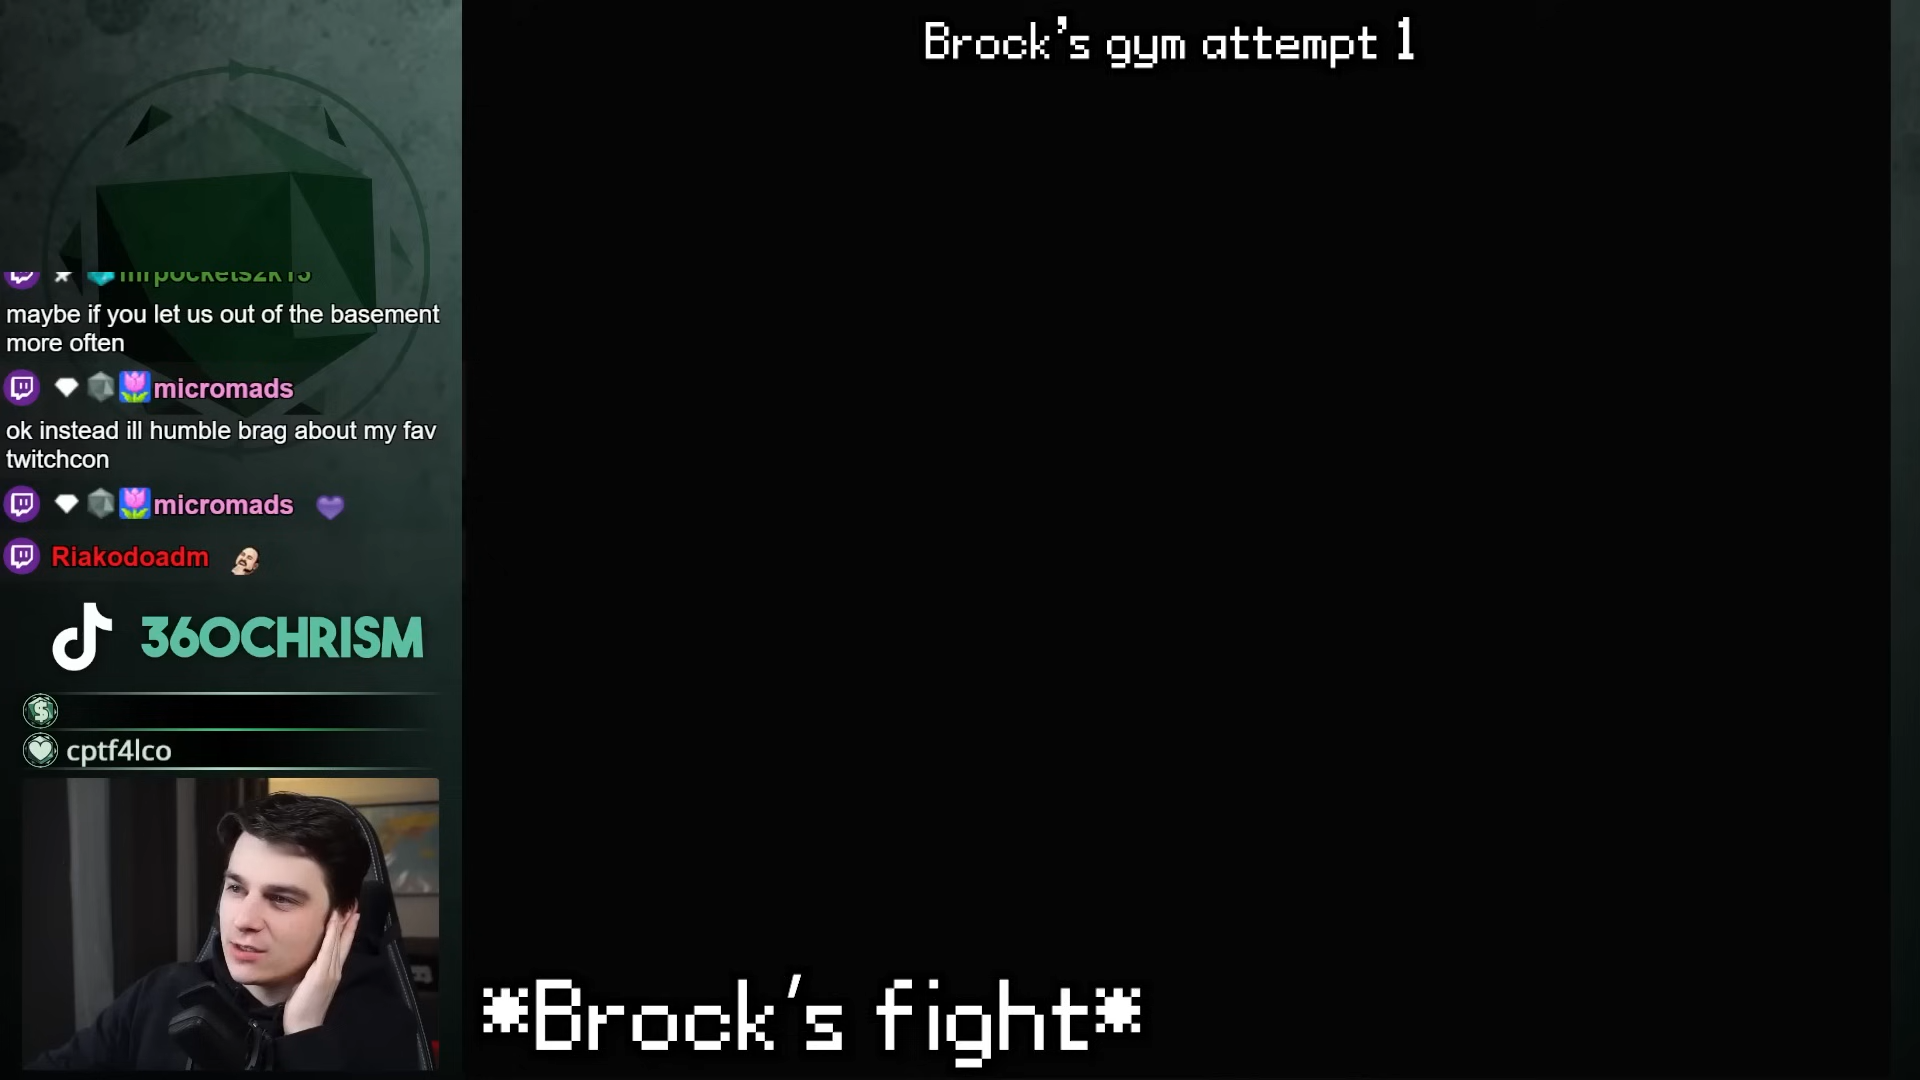 Brock's gym attempt 1
mrpockets2k15
maybe if you let us out of the basement
more often
micromads
ok instead ill humble brag about my fav
twitchcon
micromads
Riakodoadm
360CHRISM
$
cptf4lco
*Brock's fight*